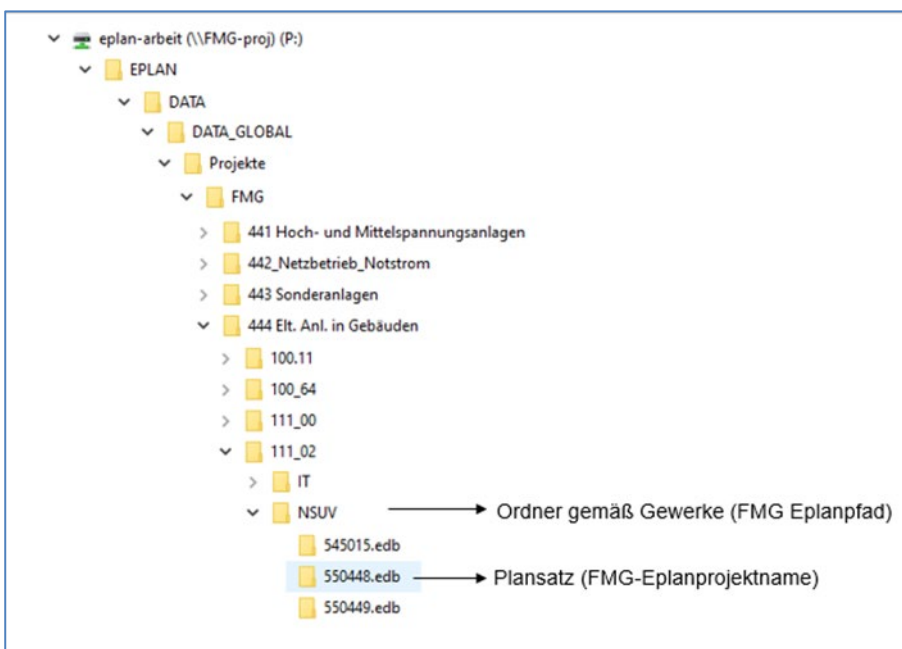 eplan-arbeit (\\FMG-proj) (P:)
EPLAN
DATA
DATA_GLOBAL
Projekte
FMG
441 Hoch- und Mittelspannungsanlagen
442_Netzbetrieb_Notstrom
443 Sonderanlagen
444 Elt. Anl. in Gebäuden
100.11
100_64
111_00
111_02
IT
NSUV Ordner gemäß Gewerke (FMG Eplanpfad)
545015.edb
550448.edb Plansatz (FMG-Eplanprojektname)
550449.edb